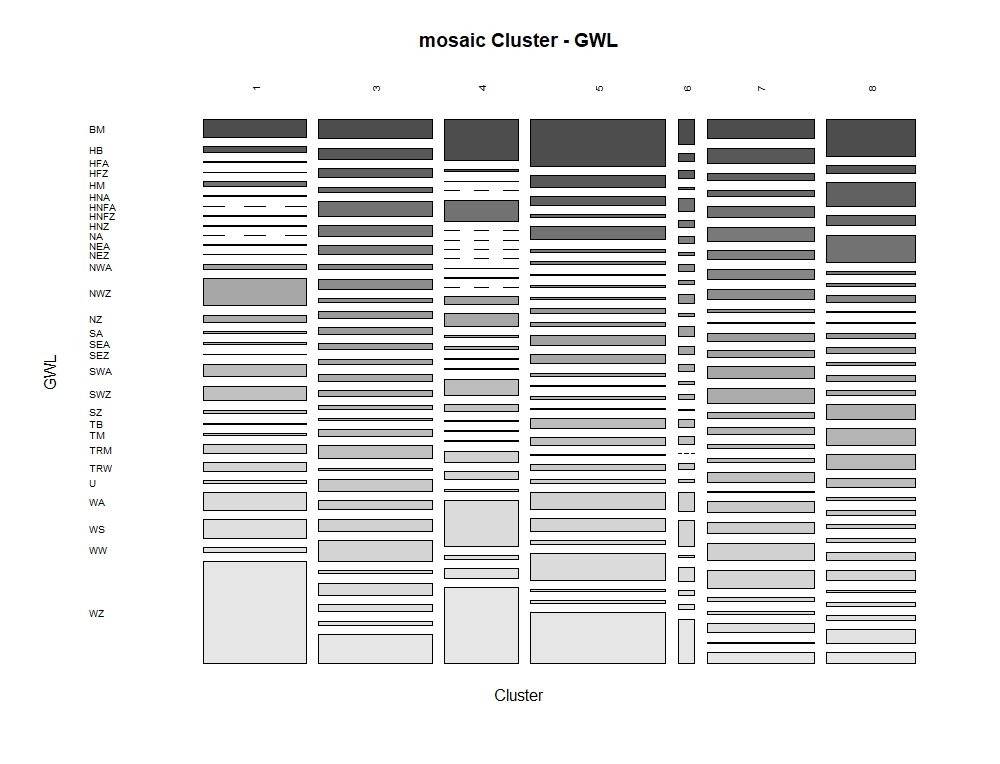 mosaic Cluster - GWL
1 3 4 5 6 7 8
BM
HB
HFA
HFZ
HM
HNA
HNFA
HNFZ
HNZ
NA
NEA
NEZ
NWA
NWZ
NZ
SA
SEA
SEZ
SWA
SWZ
SZ
TB
TM
TRM
TRW
U
WA
WS
WW
WZ
GWL
Cluster